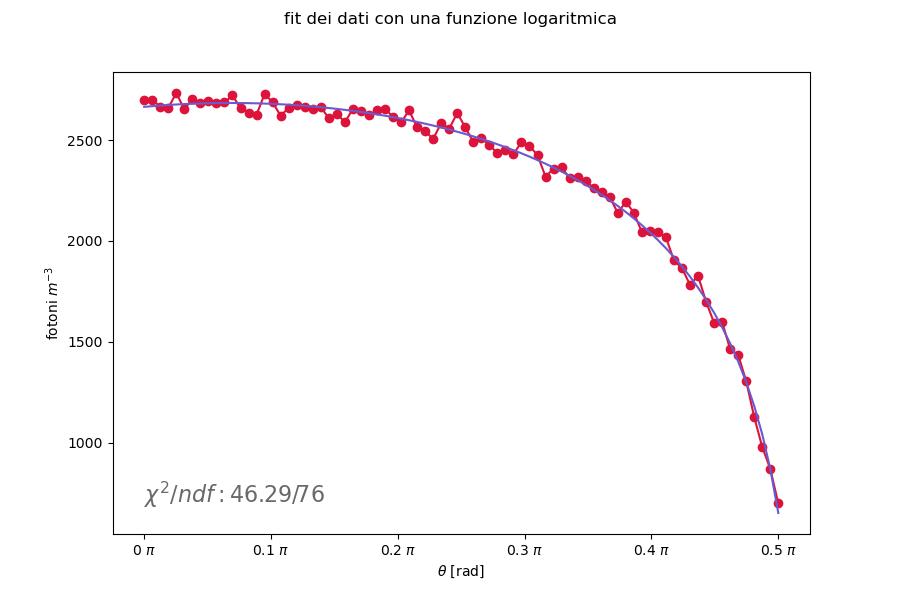 fit dei dati con una funzione logaritmica
2500
2000
1500
1000
fotoni m⁻³
χ²/ndf : 46.29/76
0 π 0.1 π 0.2 π 0.3 π 0.4 π 0.5 π
θ [rad]